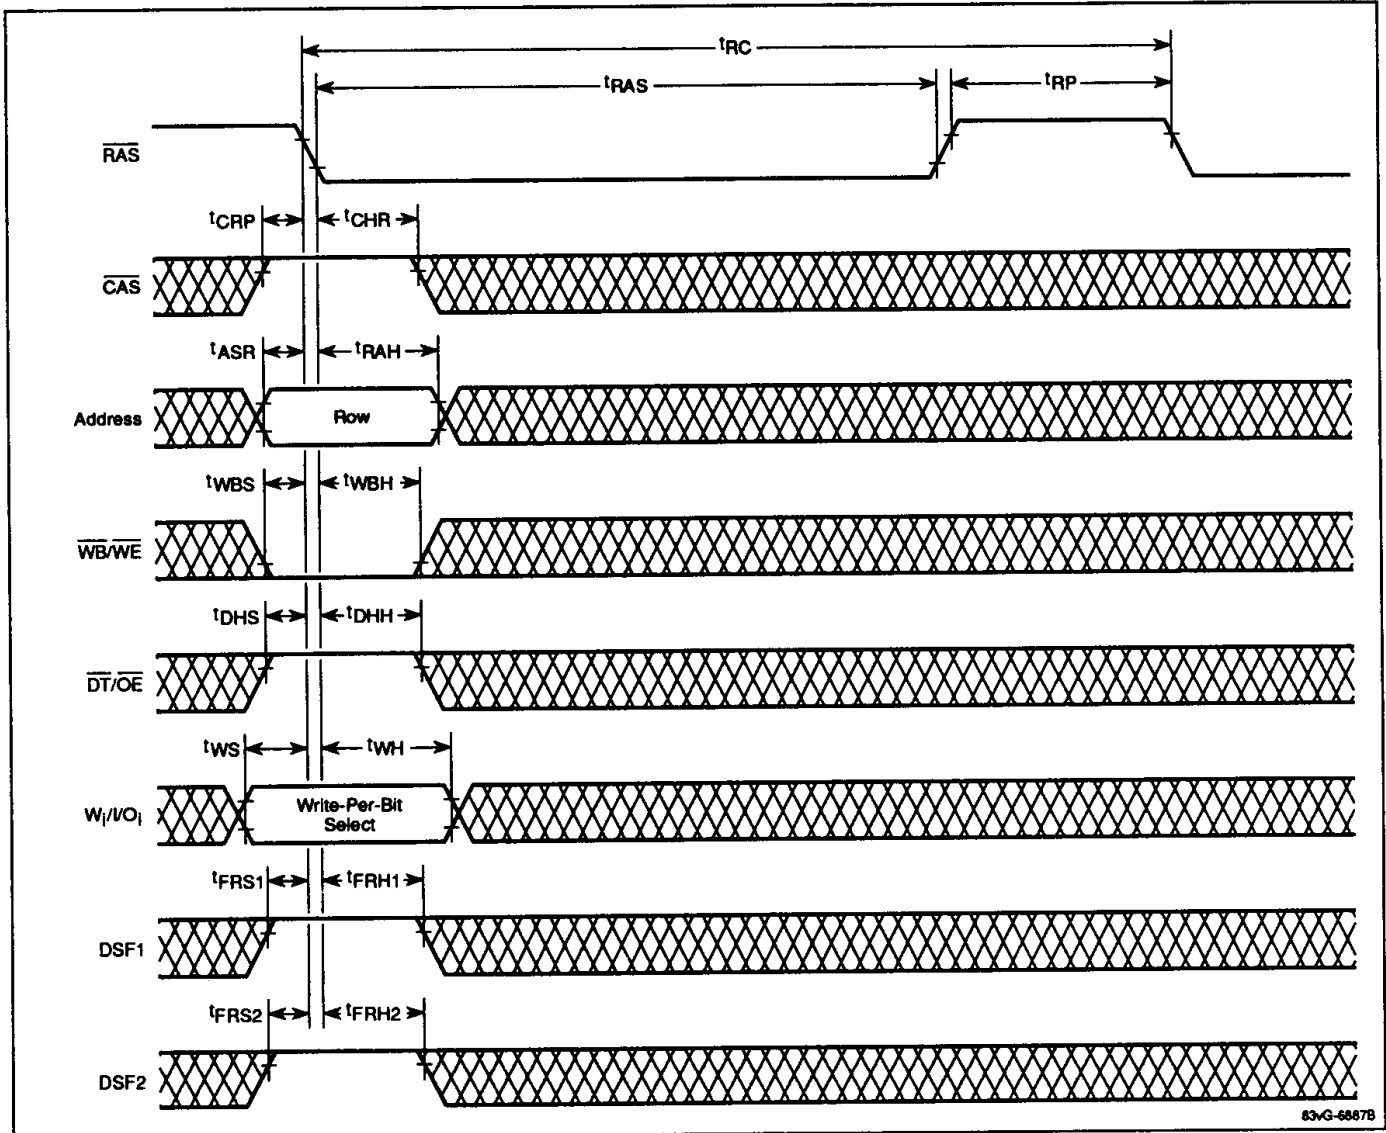 tRC
tRAS
tRP
RAS
tCRP
tCHR
CAS
tASR
tRAH
Address
Row
tWBS
tWBH
WB/WE
tDHS
tDHH
DT/OE
tWS
tWH
Wi/I/Oi
Write-Per-Bit
Select
tFRS1
tFRH1
DSF1
tFRS2
tFRH2
DSF2
83vG-6887B